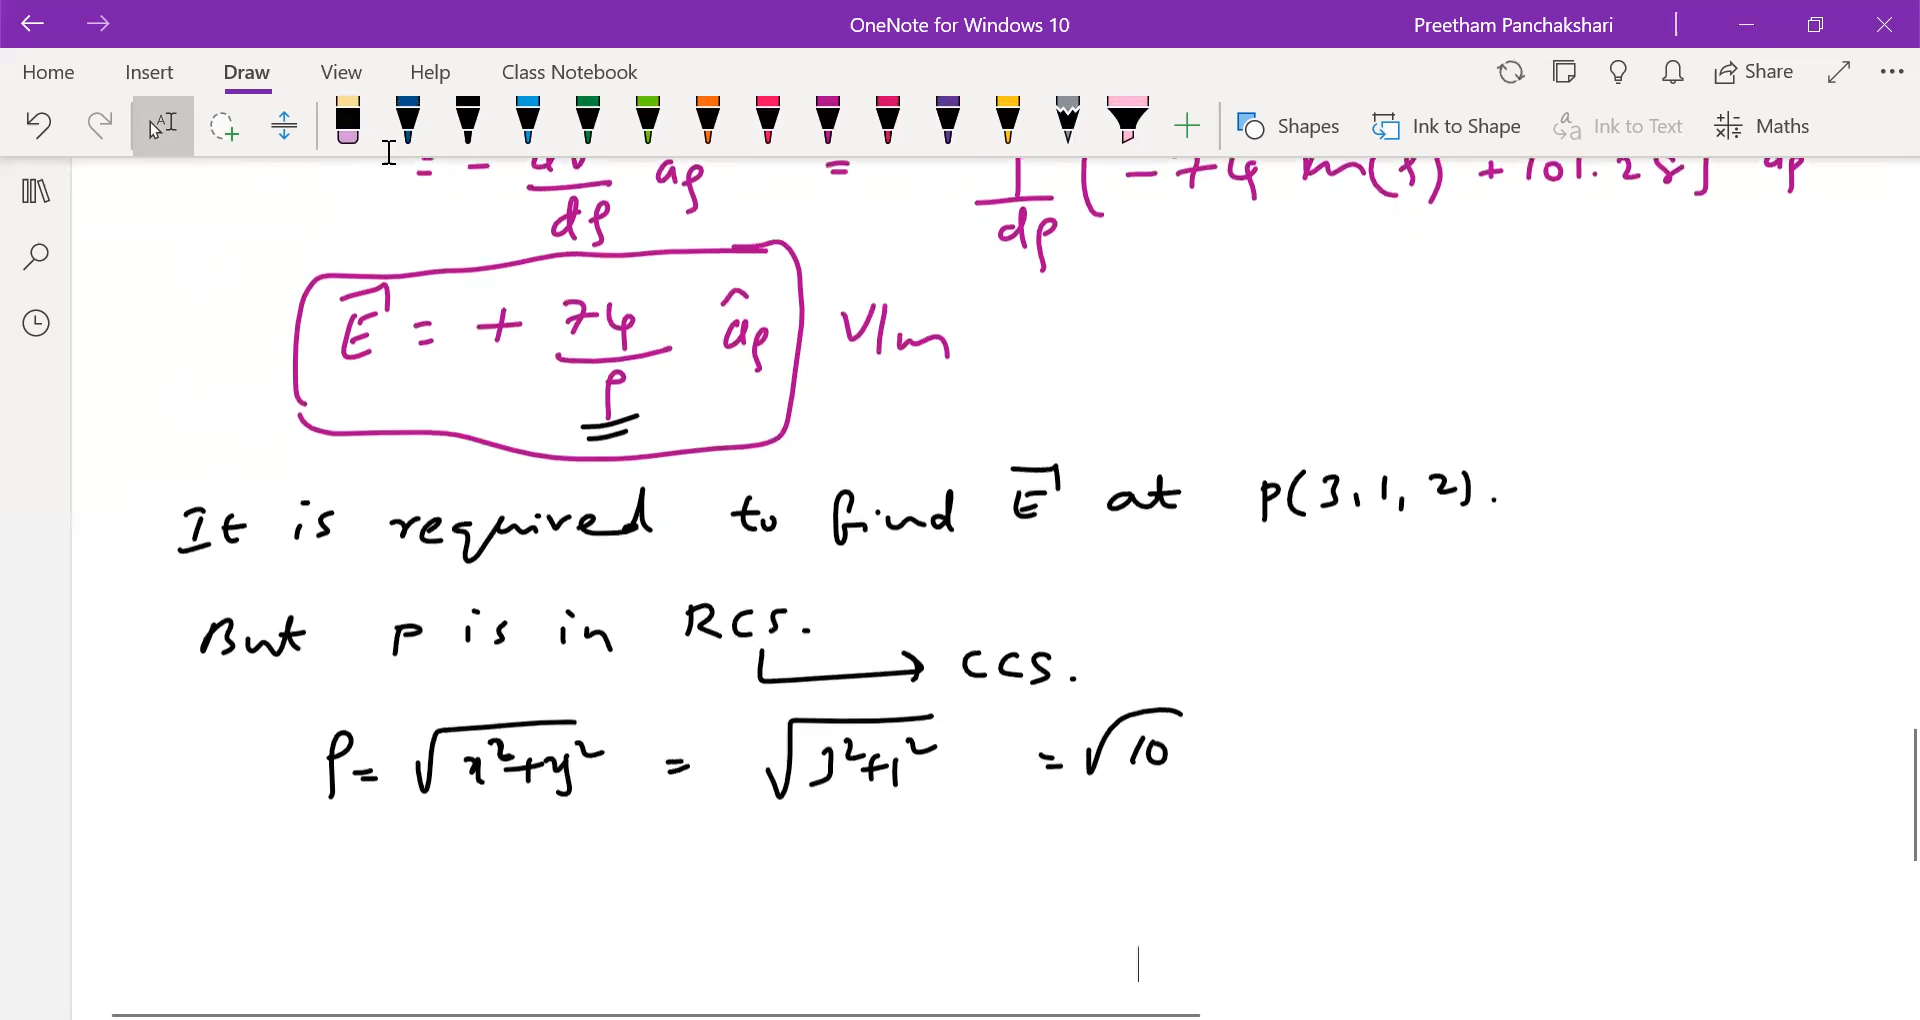 OneNote for Windows 10 Preetham Panchakshari
Home Insert Draw View Help Class Notebook Share
Shapes Ink to Shape Ink to Text Maths
= - dV/dρ aρ = 1/dρ [-74 ln(ρ) + 101.28] aρ
E⃗ = + 74/ρ âρ V/m
It is required to find E⃗ at P(3,1,2).
But P is in RCS.
CCS.
ρ = √x²+y² = √3²+1² = √10